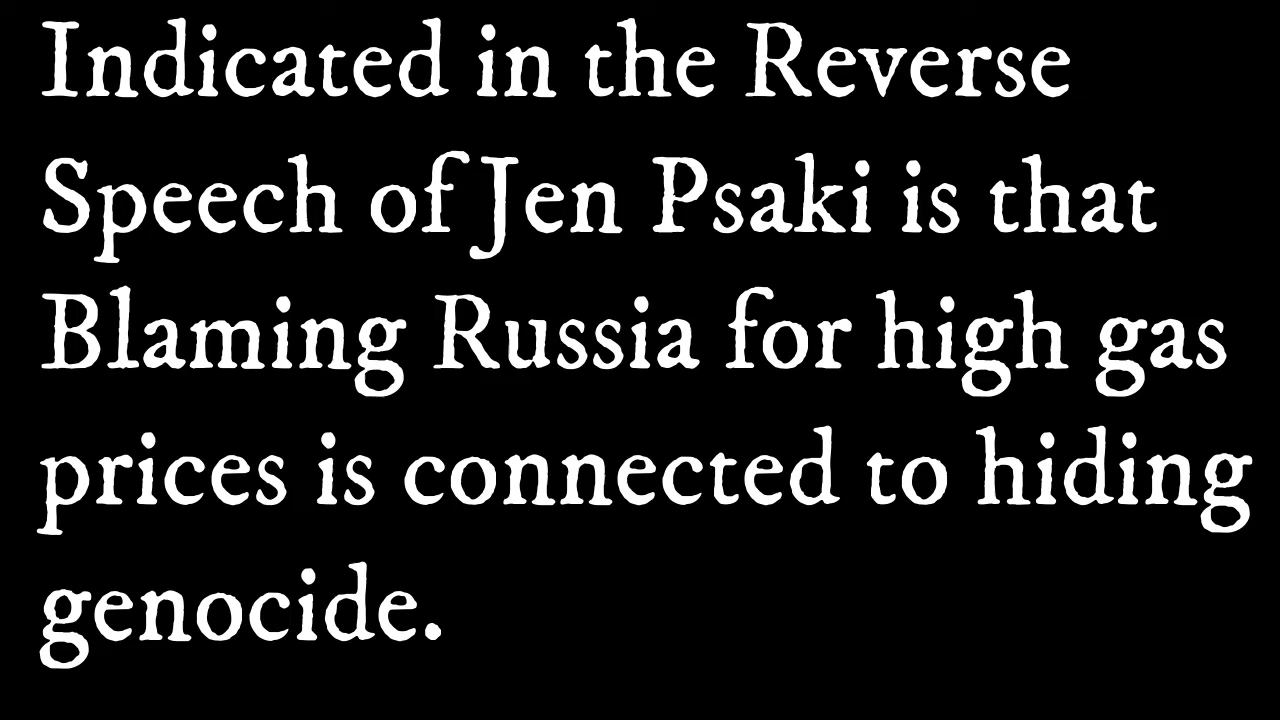 Indicated in the Reverse
Speech of Jen Psaki is that
Blaming Russia for high gas
prices is connected to hiding
genocide.